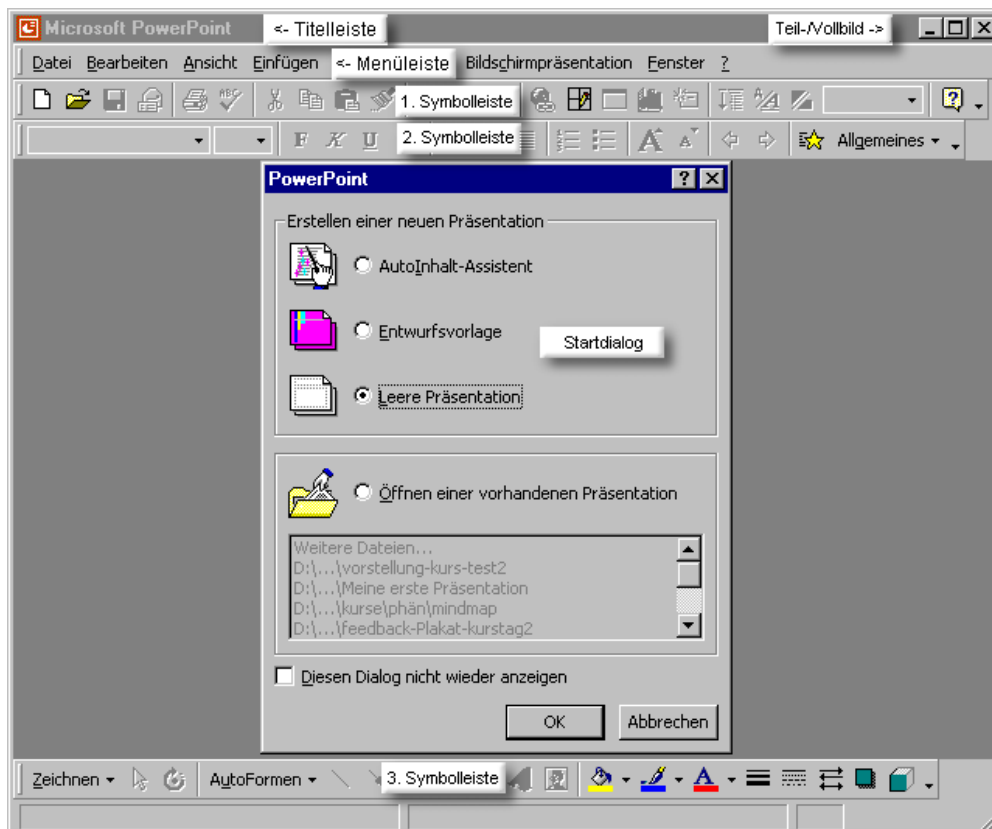 Microsoft PowerPoint <- Titelleiste Teil-/Vollbild ->
Datei Bearbeiten Ansicht Einfügen <- Menüleiste Bildschirmpräsentation Fenster ?
ABC 1. Symbolleiste
F K U 2. Symbolleiste A A Allgemeines
PowerPoint
Erstellen einer neuen Präsentation
AutoInhalt-Assistent
Entwurfsvorlage
Startdialog
Leere Präsentation
Öffnen einer vorhandenen Präsentation
Weitere Dateien...
D:\...\vorstellung-kurs-test2
D:\...\Meine erste Präsentation
D:\...\kurse\phän\mindmap
D:\...\feedback-Plakat-kurstag2
Diesen Dialog nicht wieder anzeigen
OK Abbrechen
Zeichnen AutoFormen 3. Symbolleiste A